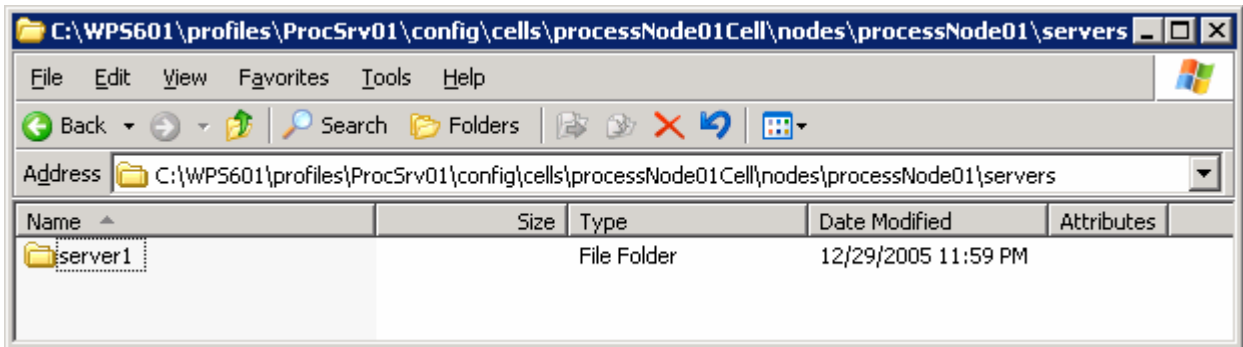 C:\WPS601\profiles\ProcSrv01\config\cells\processNode01Cell\nodes\processNode01\servers
File Edit View Favorites Tools Help
Back Search Folders
Address C:\WPS601\profiles\ProcSrv01\config\cells\processNode01Cell\nodes\processNode01\servers
Name Size Type Date Modified Attributes
server1 File Folder 12/29/2005 11:59 PM